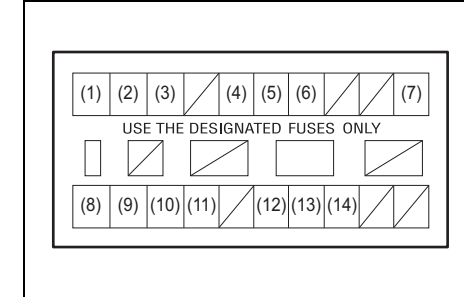 (1) (2) (3) (4) (5) (6) (7)
USE THE DESIGNATED FUSES ONLY
(8) (9) (10) (11) (12) (13) (14)